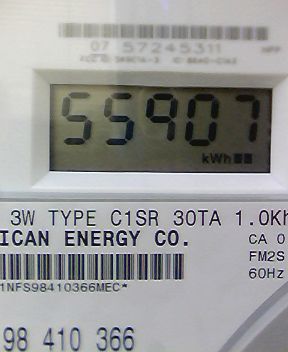 07 57245311
55907
kWh
3W TYPE C1SR 30TA 1.0Kh
ICAN ENERGY CO.
CA 0
FM2S
60Hz
1NFS98410366MEC*
98 410 366